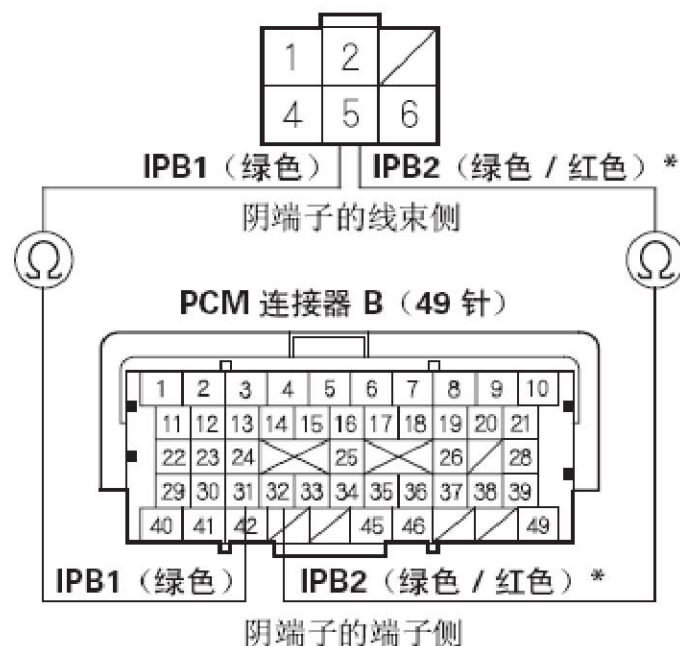 1 2
4 5 6
IPB1（绿色） IPB2（绿色 / 红色）*
阴端子的线束侧
Ω Ω
PCM 连接器 B（49 针）
1 2 3 4 5 6 7 8 9 10
11 12 13 14 15 16 17 18 19 20 21
22 23 24 25 26 28
29 30 31 32 33 34 35 36 37 38 39
40 41 42 45 46 49
IPB1（绿色） IPB2（绿色 / 红色）*
阴端子的端子侧